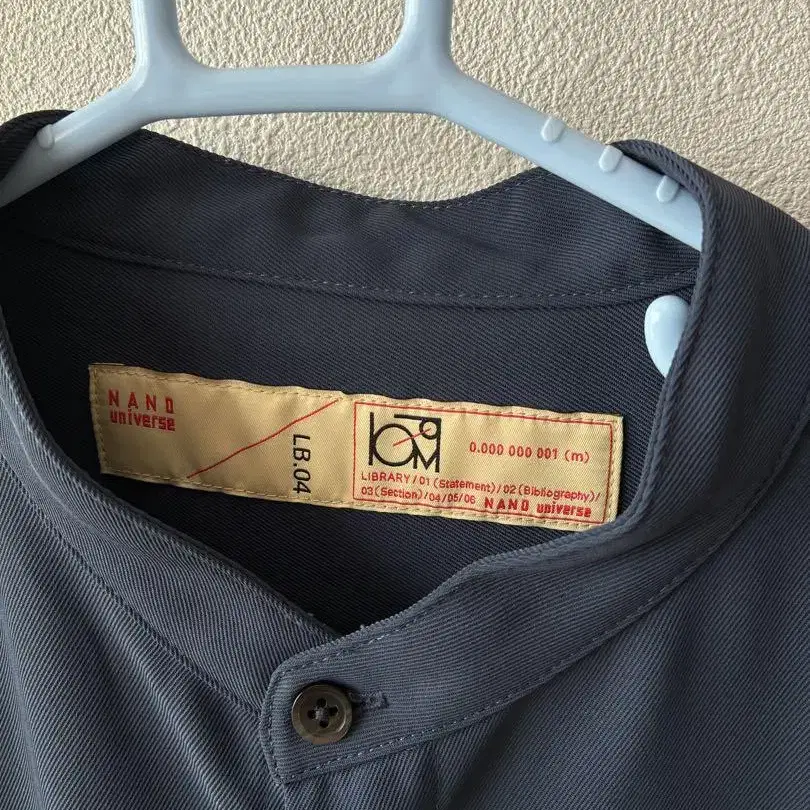 NANO
universe
LB.04
0.000 000 001 (m)
LIBRARY/01(Statement)/02(Bibliography)/
03(Section)/04/05/06 NANO universe